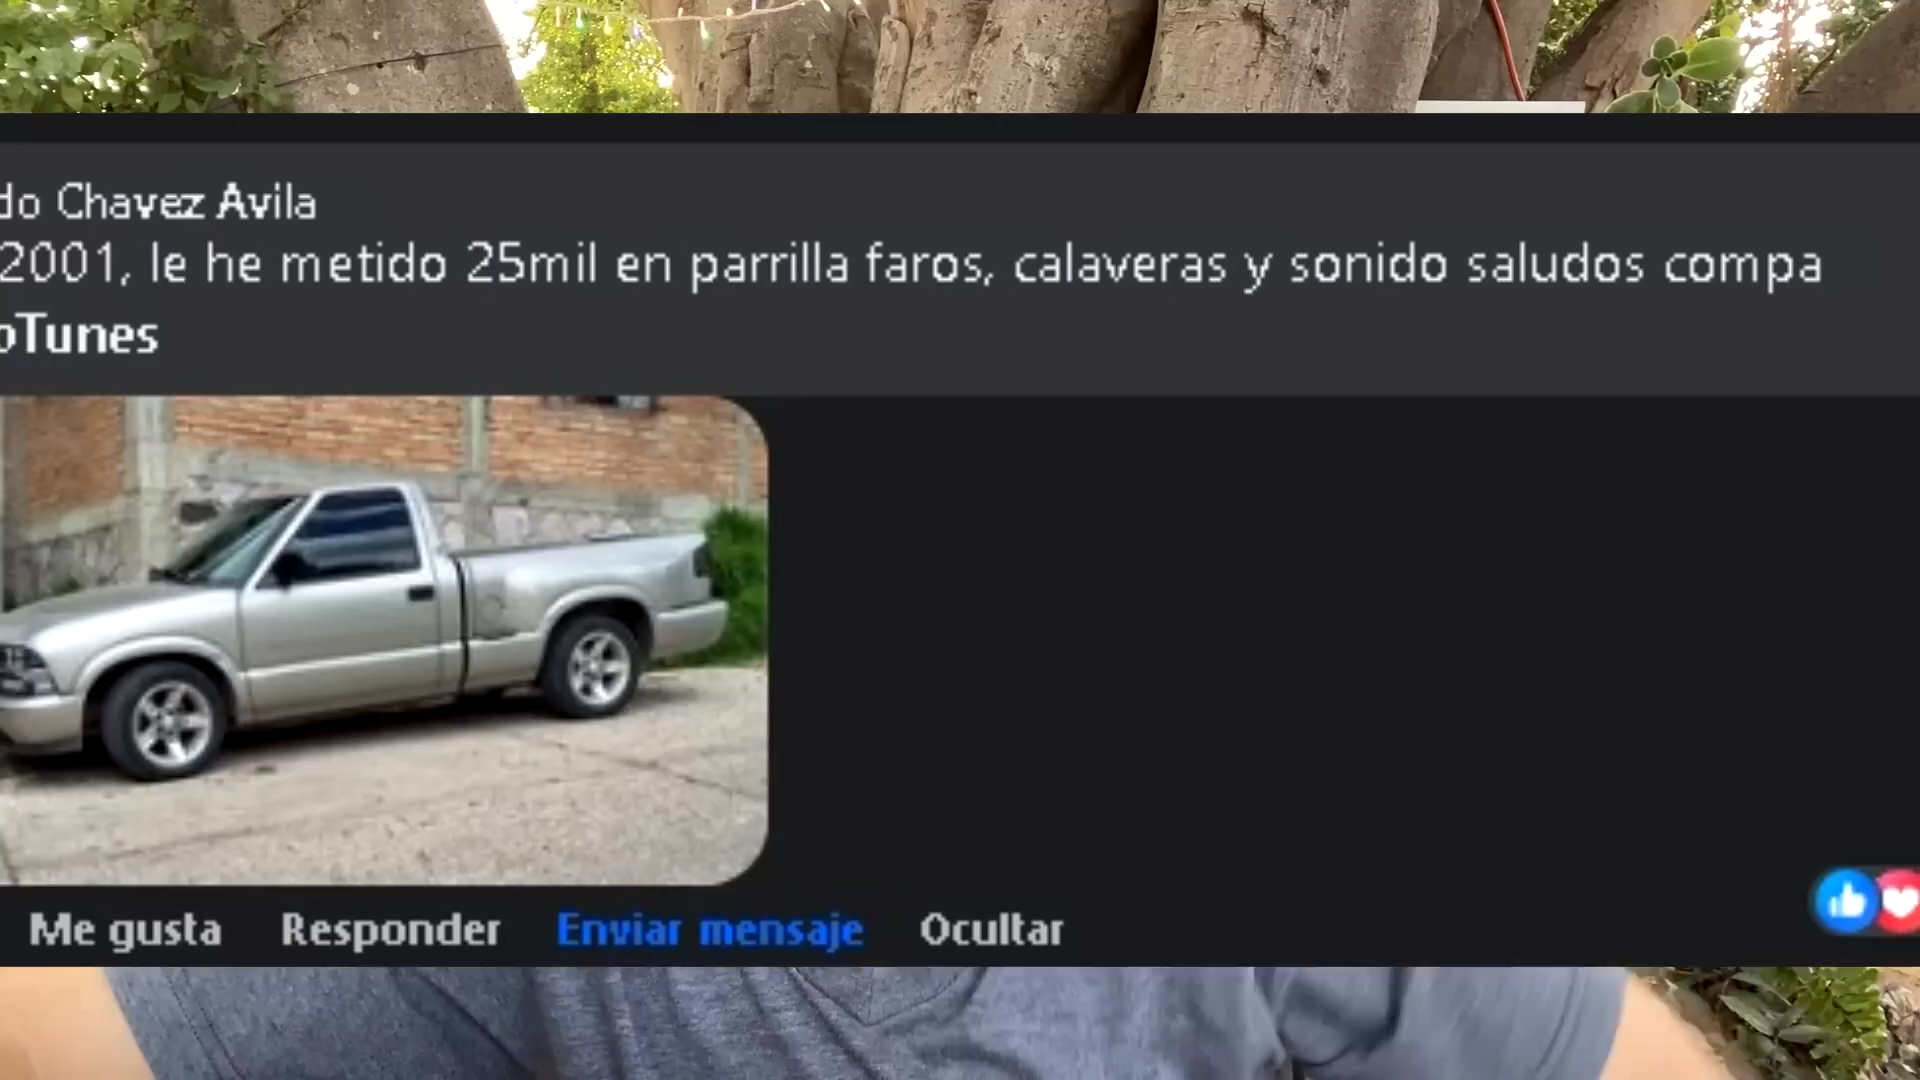 do Chavez Avila
2001, le he metido 25mil en parrilla faros, calaveras y sonido saludos compa
oTunes
Me gusta Responder Enviar mensaje Ocultar